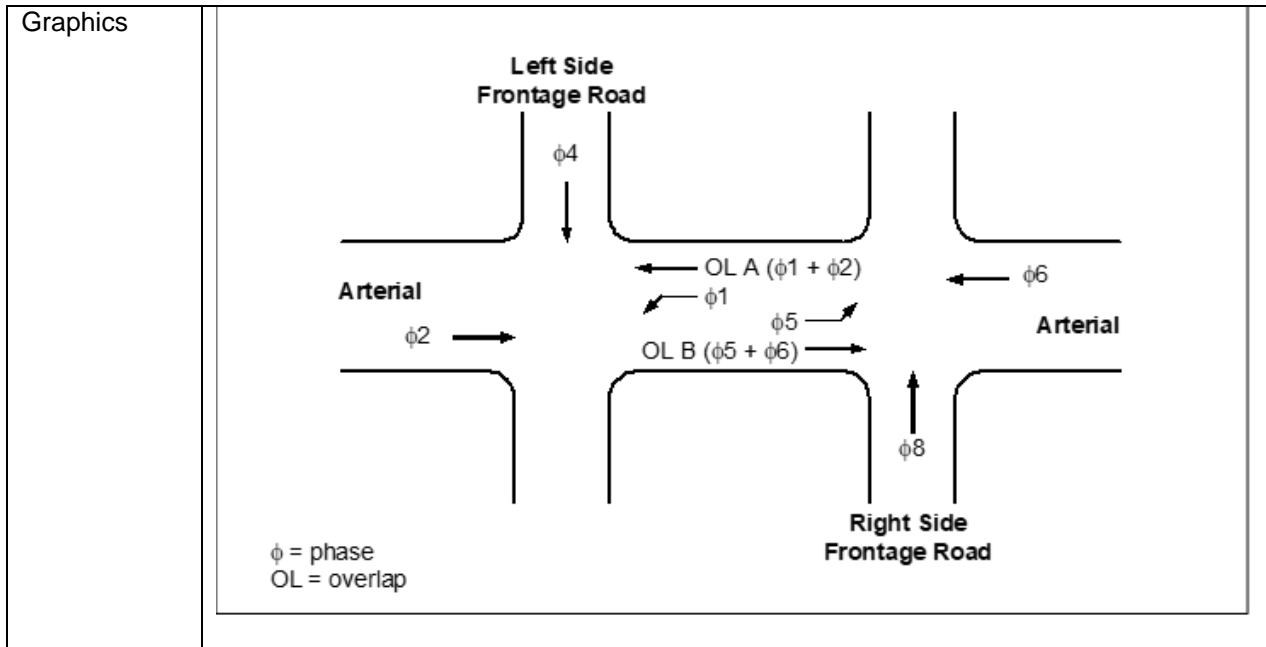 Graphics
Left Side
Frontage Road
ϕ4
OL A (ϕ1 + ϕ2)
ϕ6
Arterial
ϕ1
ϕ5
Arterial
ϕ2
OL B (ϕ5 + ϕ6)
ϕ8
Right Side
Frontage Road
ϕ = phase
OL = overlap